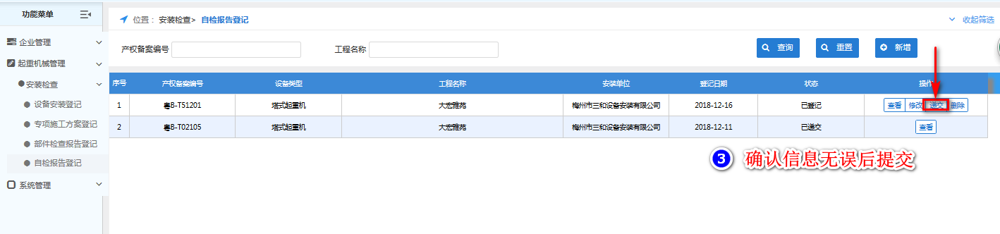 功能菜单
企业管理
起重机械管理
安装检查
设备安装登记
专项施工方案登记
部件检查报告登记
自检报告登记
系统管理
位置： 安装检查> 自检报告登记
收起筛选
产权备案编号 工程名称 查询 重置 新增
序号 产权备案编号 设备类型 工程名称 安装单位 登记日期 状态 操作
1 粤B-T51201 塔式起重机 大宏雅苑 梅州市三和设备安装有限公司 2018-12-16 已登记 查看 修改 递交 删除
2 粤B-T02105 塔式起重机 大宏雅苑 梅州市三和设备安装有限公司 2018-12-11 已递交 查看
3 确认信息无误后提交